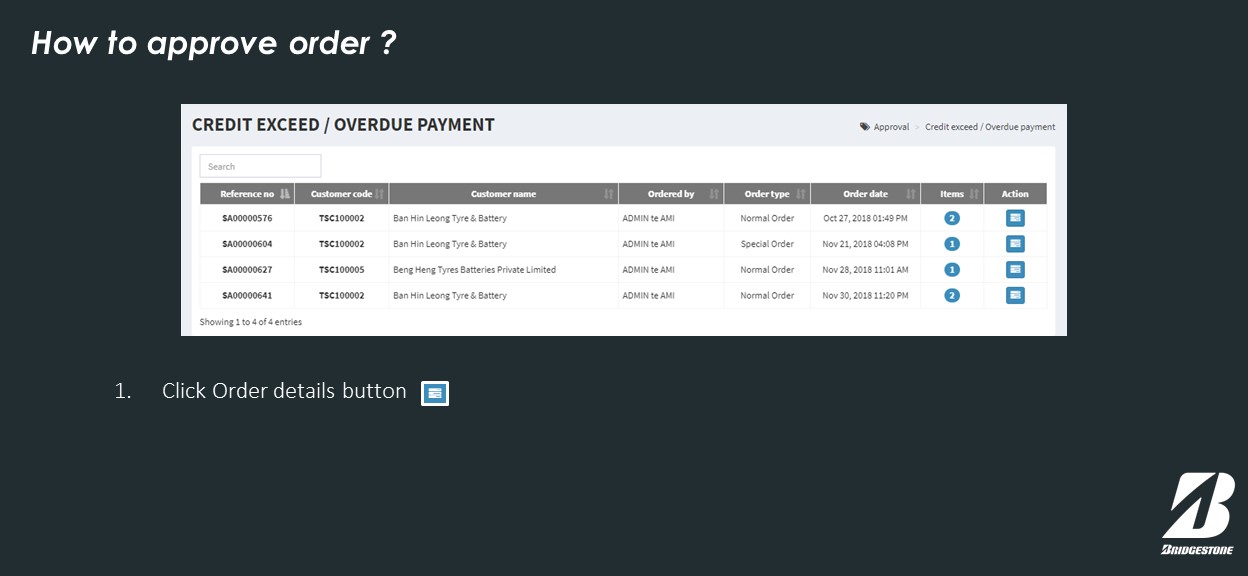 How to approve order ?
CREDIT EXCEED / OVERDUE PAYMENT
Approval > Credit exceed / Overdue payment
Search
Reference no Customer code Customer name Ordered by Order type Order date Items Action
SA00000576 TSC100002 Ban Hin Leong Tyre & Battery ADMIN te AMI Normal Order Oct 27, 2018 01:49 PM 2
SA00000604 TSC100002 Ban Hin Leong Tyre & Battery ADMIN te AMI Special Order Nov 21, 2018 04:08 PM 1
SA00000627 TSC100005 Beng Heng Tyres Batteries Private Limited ADMIN te AMI Normal Order Nov 28, 2018 11:01 AM 1
SA00000641 TSC100002 Ban Hin Leong Tyre & Battery ADMIN te AMI Normal Order Nov 30, 2018 11:20 PM 2
Showing 1 to 4 of 4 entries
1. Click Order details button
BRIDGESTONE